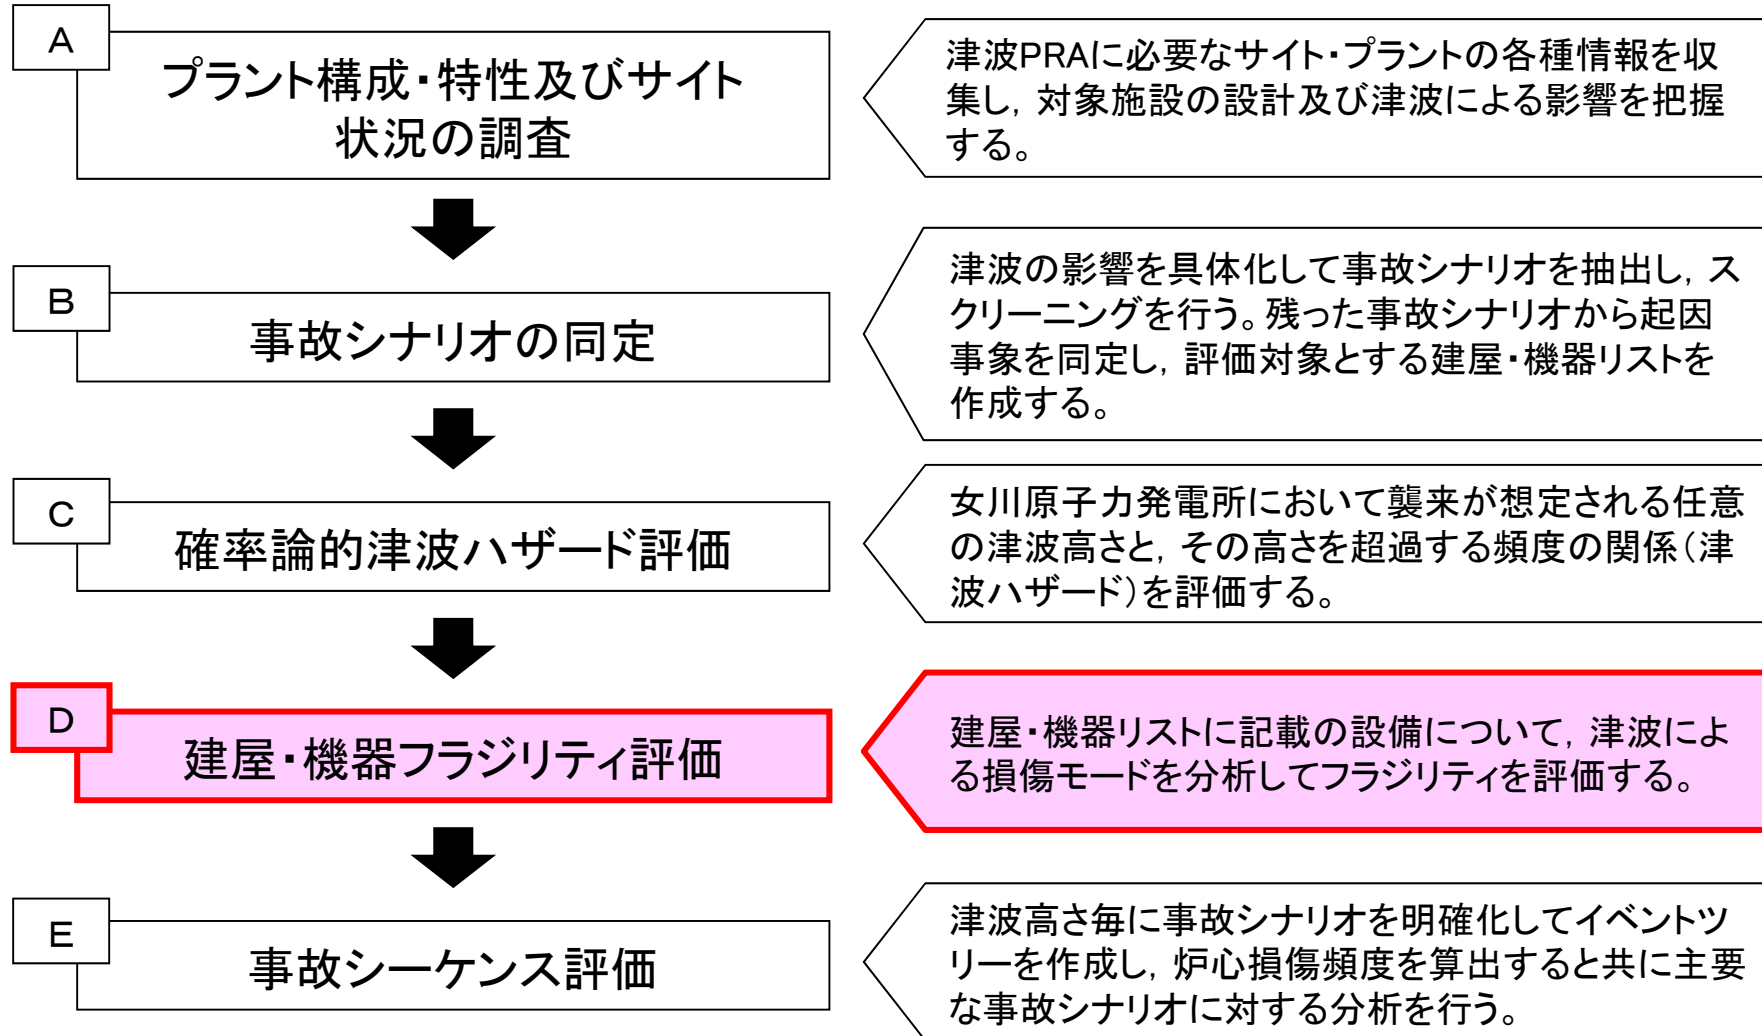 A
プラント構成・特性及びサイト
状況の調査
津波PRAに必要なサイト・プラントの各種情報を収
集し，対象施設の設計及び津波による影響を把握
する。
B
事故シナリオの同定
津波の影響を具体化して事故シナリオを抽出し，ス
クリーニングを行う。残った事故シナリオから起因
事象を同定し，評価対象とする建屋・機器リストを
作成する。
C
確率論的津波ハザード評価
女川原子力発電所において襲来が想定される任意
の津波高さと，その高さを超過する頻度の関係（津
波ハザード）を評価する。
D
建屋・機器フラジリティ評価
建屋・機器リストに記載の設備について，津波によ
る損傷モードを分析してフラジリティを評価する。
E
事故シーケンス評価
津波高さ毎に事故シナリオを明確化してイベントツ
リーを作成し，炉心損傷頻度を算出すると共に主要
な事故シナリオに対する分析を行う。